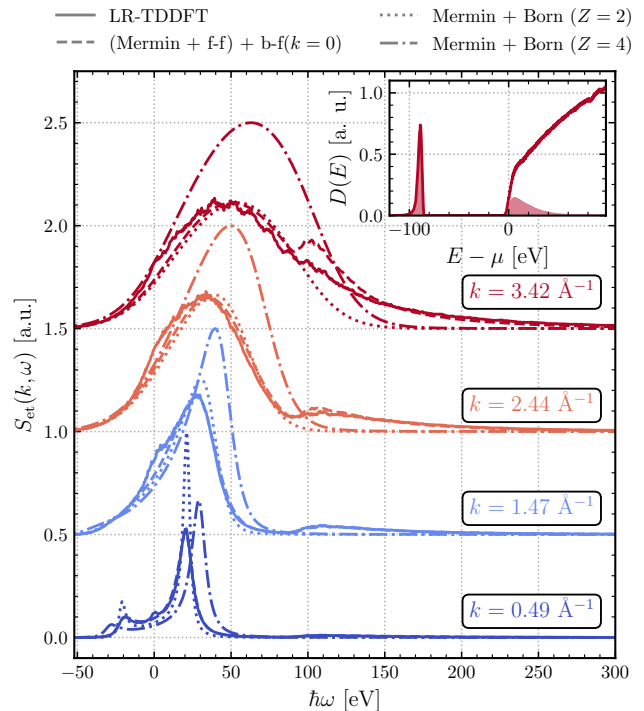 LR-TDDFT
(Mermin + f-f) + b-f(k = 0)
Mermin + Born (Z = 2)
Mermin + Born (Z = 4)
S_et(k, ω) [a.u.]
0.0
0.5
1.0
1.5
2.0
2.5
−50
0
50
100
150
200
250
300
ħω [eV]
D(E) [a. u.]
0.0
0.5
1.0
−100
0
E − μ [eV]
k = 3.42 Å⁻¹
k = 2.44 Å⁻¹
k = 1.47 Å⁻¹
k = 0.49 Å⁻¹